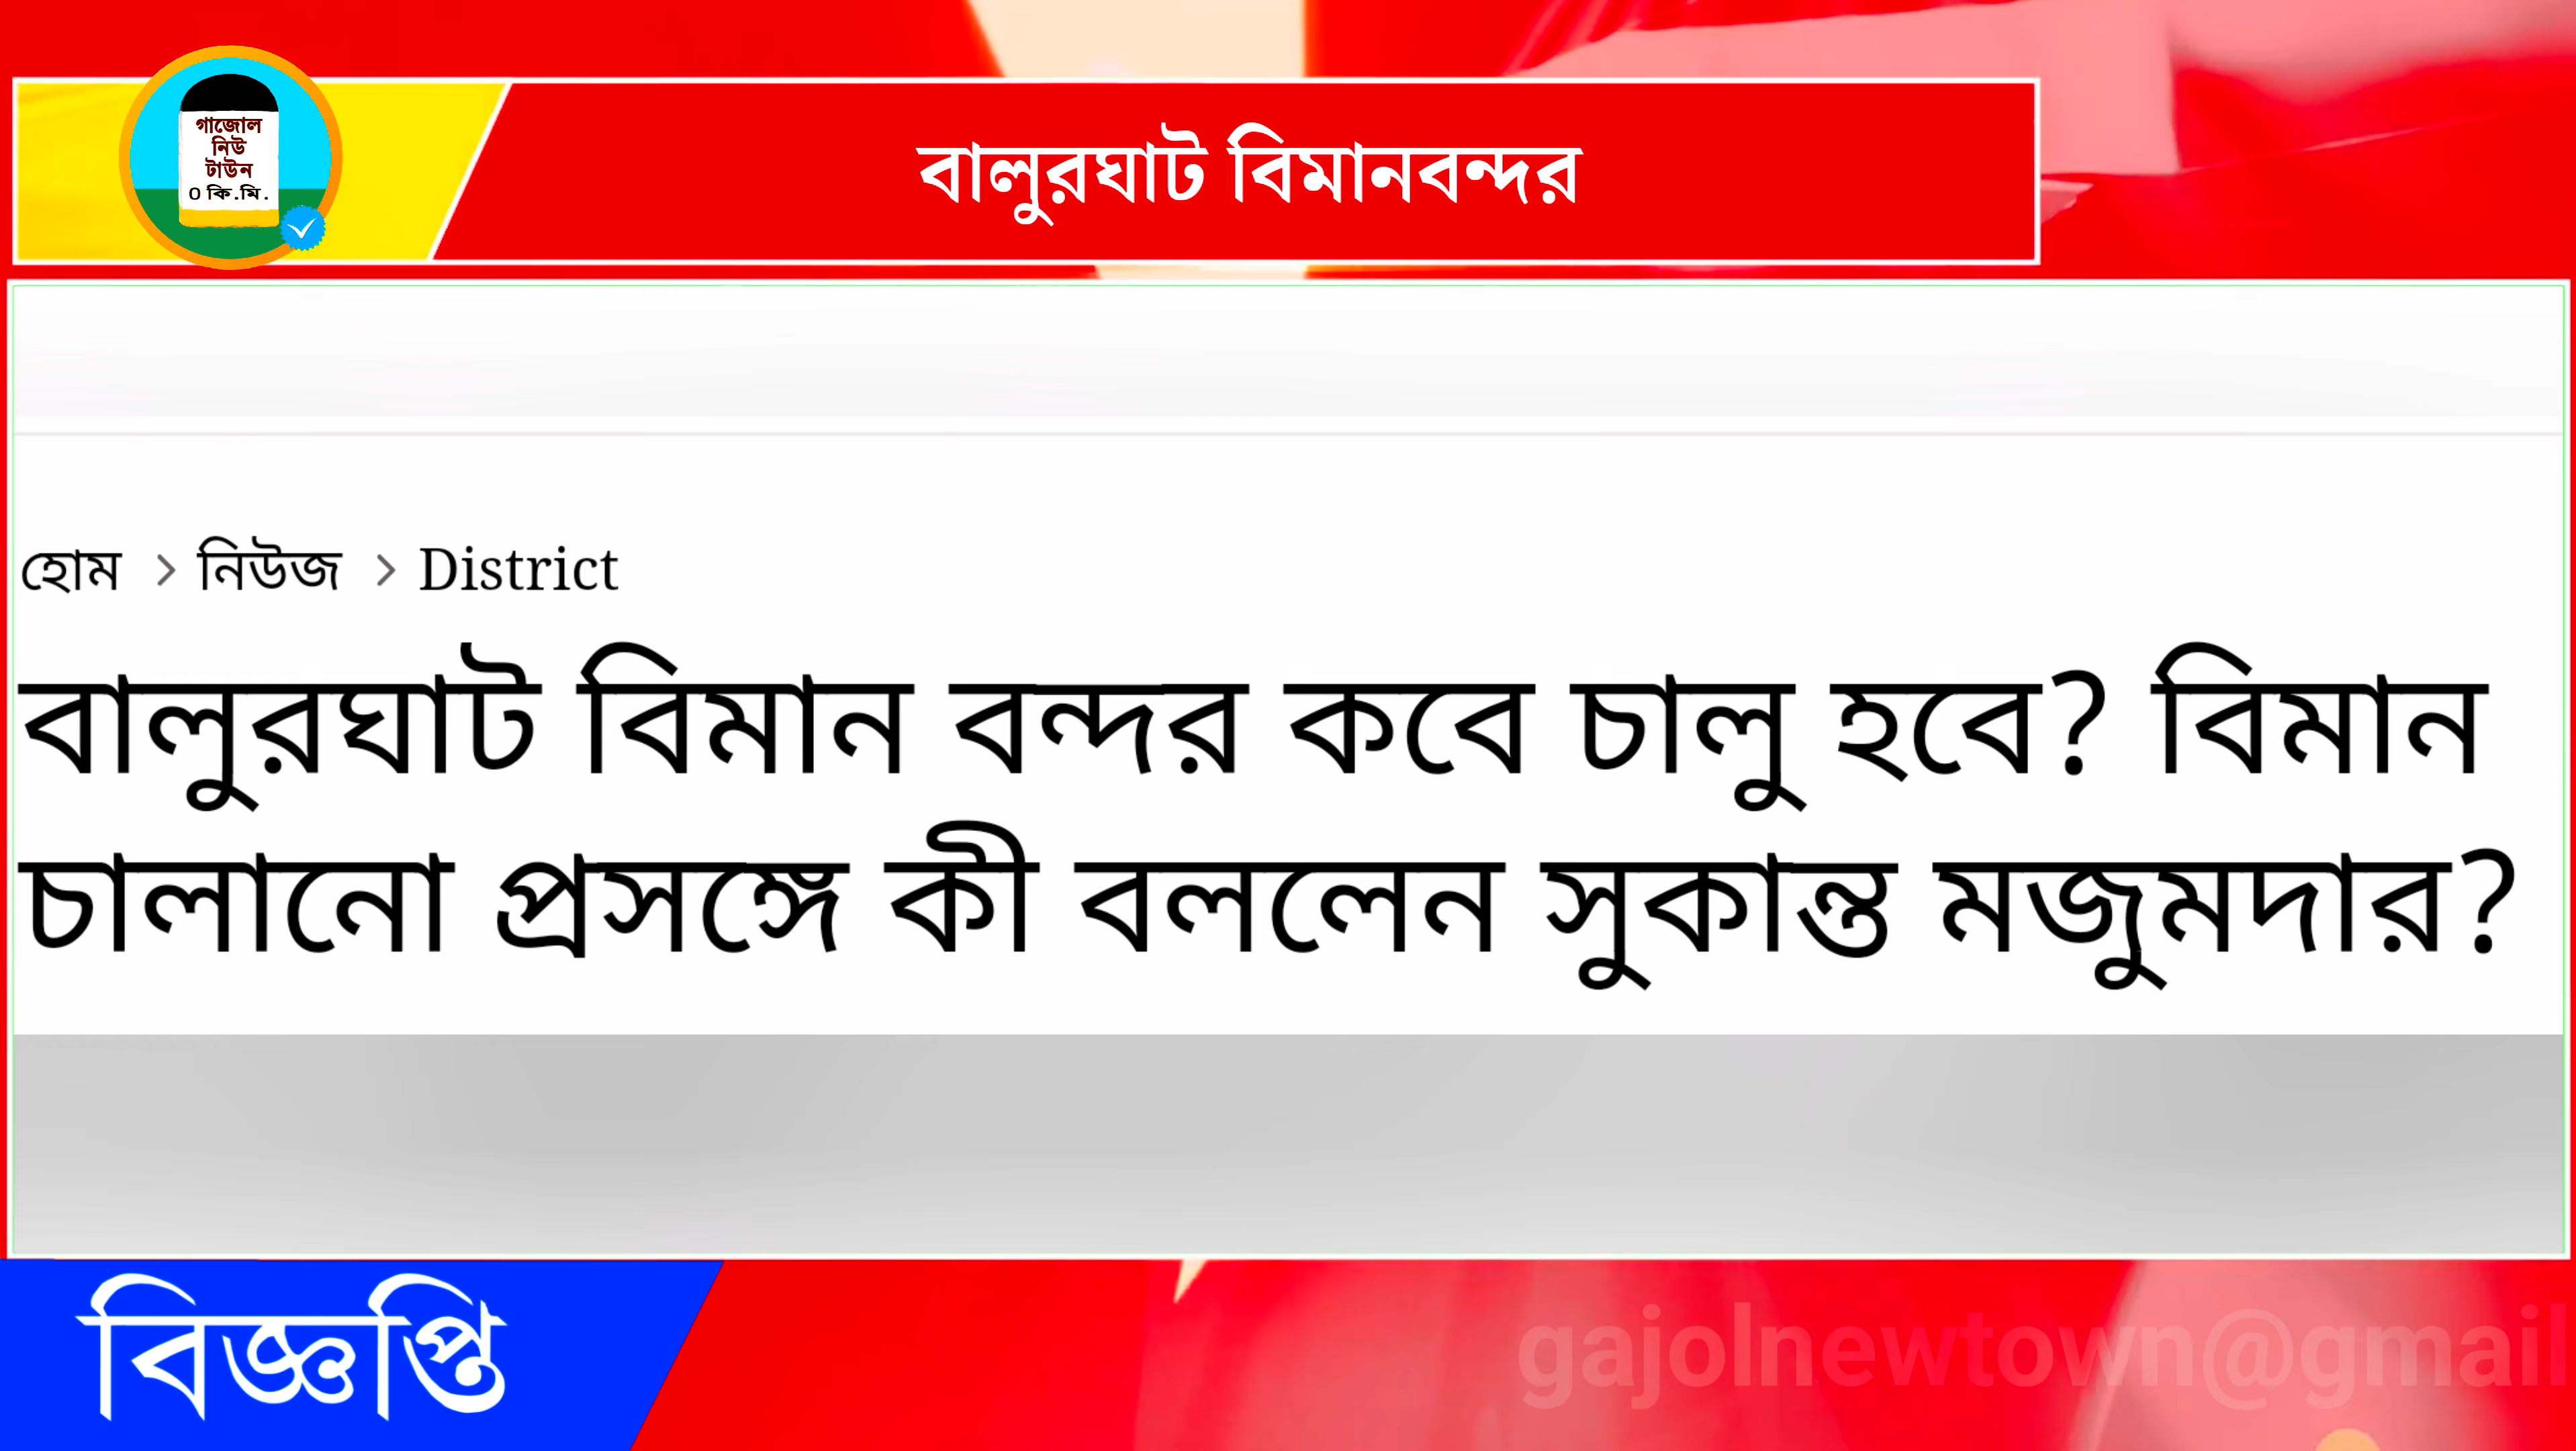 গাজোল
নিউ
টাউন
0 কি.মি.
বালুরঘাট বিমানবন্দর
হোম > নিউজ > District
বালুরঘাট বিমান বন্দর কবে চালু হবে? বিমান
চালানো প্রসঙ্গে কী বললেন সুকান্ত মজুমদার?
বিজ্ঞপ্তি
gajolnewtown@gmail